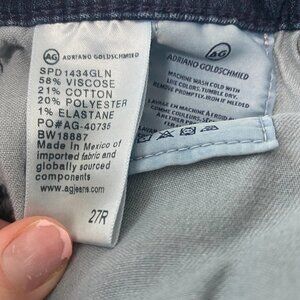 AG
ADRIANO GOLDSCHMIED
SPD1434GLN
58% VISCOSE
21% COTTON
20% POLYESTER
1% ELASTANE
PO#AG-40735
BW18887
Made In Mexico of
imported fabric and
globally sourced
components
www.agjeans.com
27R
AG
ADRIANO GOLDSCHMIED
MACHINE WASH COLD WITH
LIKE COLORS, TUMBLE DRY,
REMOVE PROMPTLY, IRON IF NEEDED.